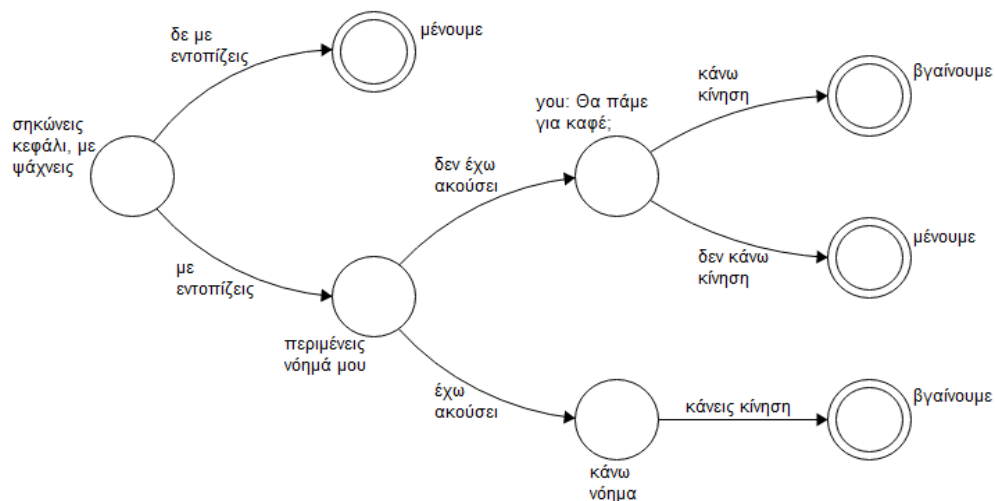 δε με
εντοπίζεις
μένουμε
σηκώνεις
κεφάλι, με
ψάχνεις
με
εντοπίζεις
περιμένεις
νόημά μου
δεν έχω
ακούσει
you: Θα πάμε
για καφέ;
κάνω
κίνηση
βγαίνουμε
δεν κάνω
κίνηση
μένουμε
έχω
ακούσει
κάνω
νόημα
κάνεις κίνηση
βγαίνουμε